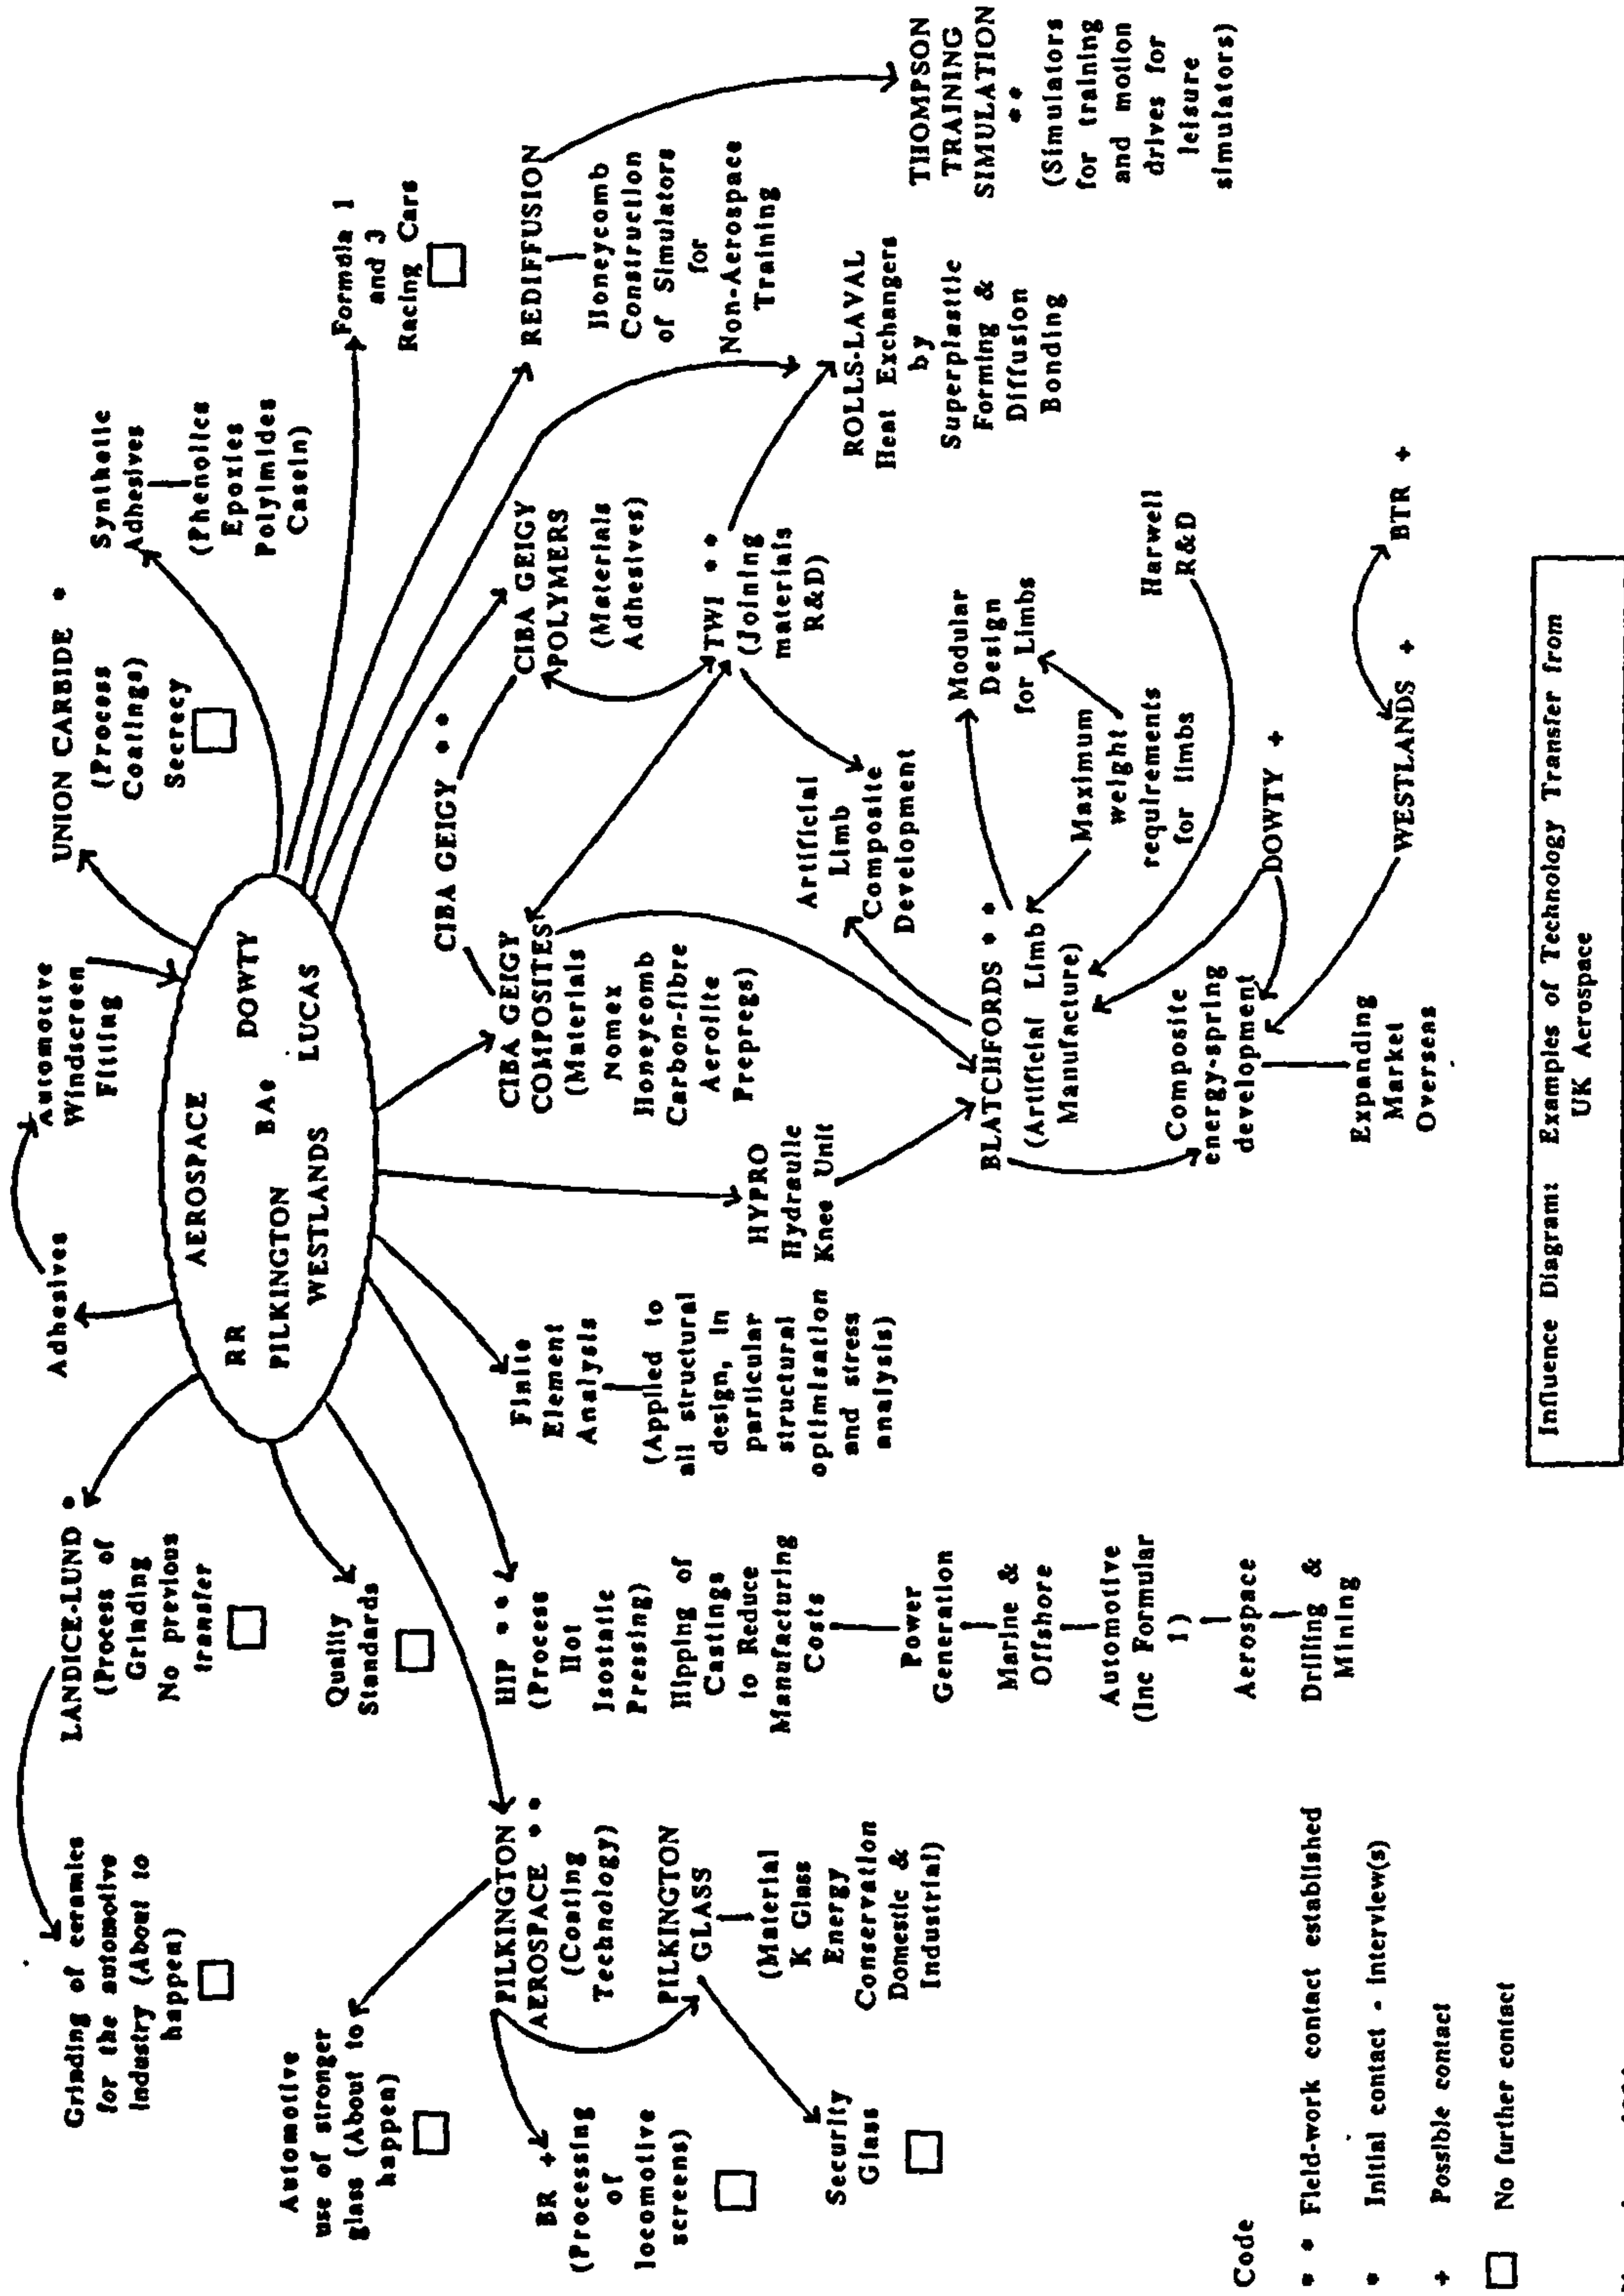 Grinding of ceramics
for the automotive
industry (About to
happen)
LANDICE-LUND *
(Process of
Grinding
No previous
transfer
Adhesives
Automotive
Windscreen
Fitting
UNION CARBIDE *
(Process
Coatings)
Secrecy
Synthetic
Adhesives
(Phenolics
Epoxies
Polyimides
Casein)
AEROSPACE
RR
BAe
DOWTY
PILKINGTON
WESTLANDS
LUCAS
Formula 1
and 3
Racing Cars
Automotive
use of stronger
glass (About to
happen)
Quality
Standards
BR +
(Processing
of
locomotive
screens)
PILKINGTON
AEROSPACE * *
(Coating
Technology)
PILKINGTON
GLASS
(Material
K Glass
Energy
Conservation
Domestic &
Industrial)
Security
Glass
HIP * *
(Process
Hot
Isostatic
Pressing)
Hipping of
Castings
to Reduce
Manufacturing
Costs
Power
Generation
Marine &
Offshore
Automotive
(Inc Formular
1)
Aerospace
Drilling &
Mining
Finite
Element
Analysis
(Applied to
all structural
design, in
particular
structural
optimisation
and stress
analysis)
HYPRO
Hydraulic
Knee Unit
CIBA GEIGY * *
CIBA GEIGY
COMPOSITES
(Materials
Nomex
Honeycomb
Carbon-fibre
Aerolite
Prepregs)
CIBA GEIGY
POLYMERS
(Materials
Adhesives)
TWI * *
(Joining
materials
R&D)
REDIFFUSION
Honeycomb
Construction
of Simulators
for
Non-Aerospace
Training
THOMPSON
TRAINING
SIMULATION
* *
(Simulators
for training
and motion
drives for
leisure
simulators)
ROLLS-LAVAL
Heat Exchangers
by
Superplastic
Forming &
Diffusion
Bonding
Artificial
Limb
Composite
Development
BLATCHFORDS * *
(Artificial Limb
Manufacture)
Modular
Design
for Limbs
Maximum
weight
requirements
for limbs
Harwell
R&D
Composite
energy-spring
development
DOWTY +
Expanding
Market
Overseas
WESTLANDS +
BTR +
Code
* * Field-work contact established
* Initial contact - interview(s)
+ Possible contact
□ No further contact
Influence Diagram: Examples of Technology Transfer from
UK Aerospace